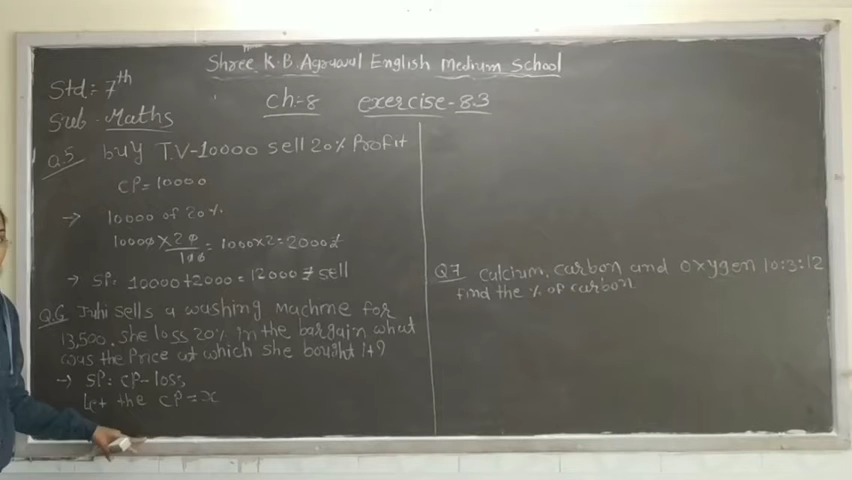 Shree K.B.Agrawal English Medium School
Std:- 7th
Ch:-8 exercise-8.3
Sub - Maths
Q.5 buy T.V-10000 sell 20% Profit
CP=10000
→ 10000 of 20%
10000 × 20 / 100 = 1000×2=2000₹
→ SP= 10000+2000=12000₹ sell
Q.6 Juhi sells a washing Machine for
13,500. she loss 20% in the bargain what
was the Price at which she bought it?
→ SP= CP-loss
let the CP=x
Q7 Calcium, carbon and oxygen 10:3:12
find the % of carbon